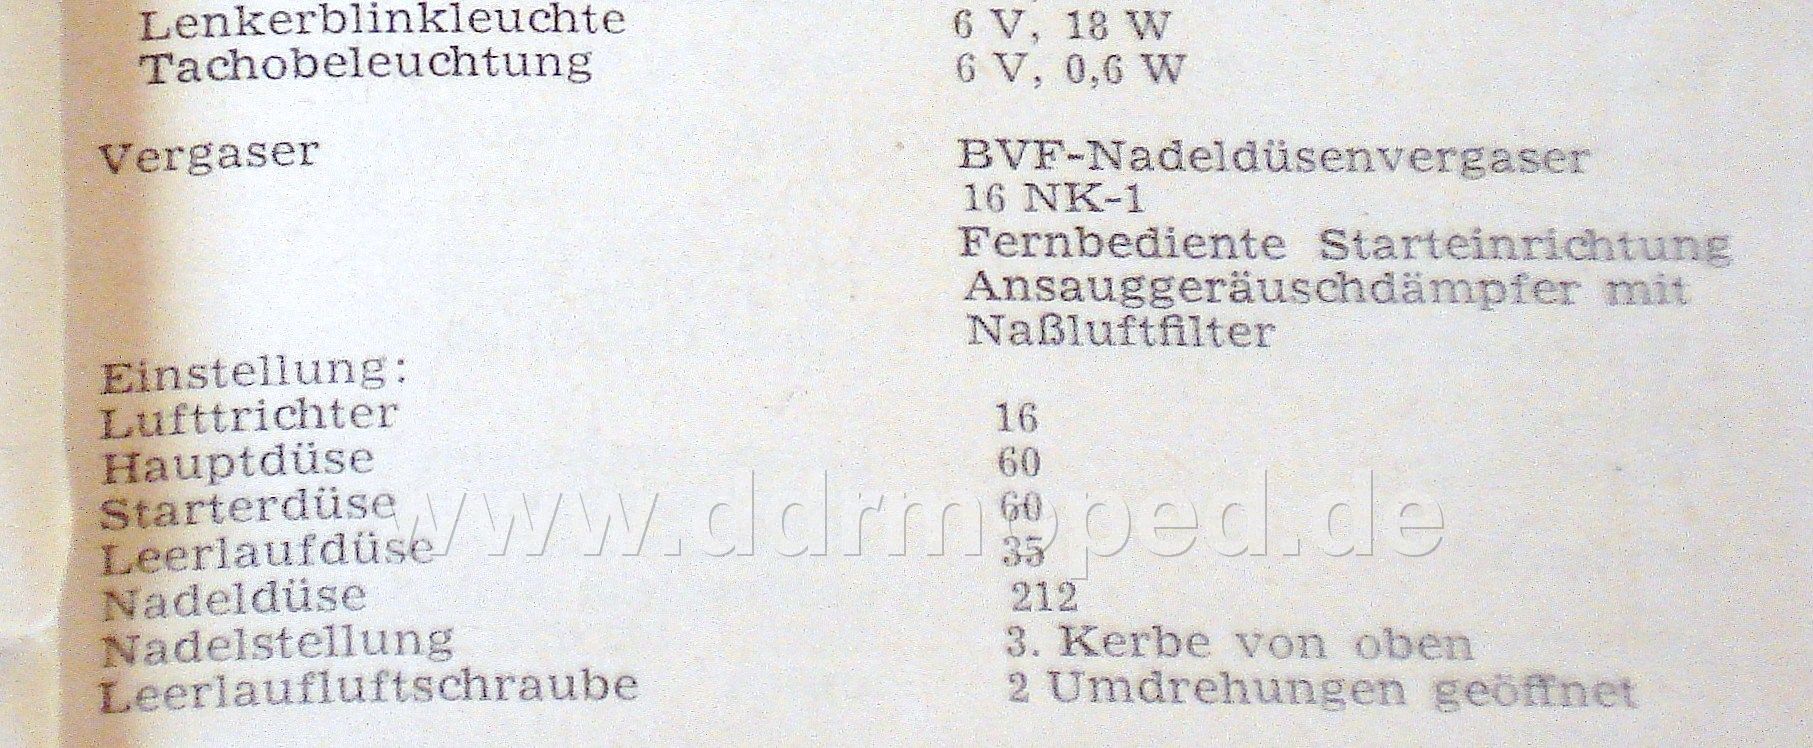 Lenkerblinkleuchte 6 V, 18 W
Tachobeleuchtung 6 V, 0,6 W
Vergaser BVF-Nadeldüsenvergaser
16 NK-1
Fernbediente Starteinrichtung
Ansauggeräuschdämpfer mit
Naßluftfilter
Einstellung:
Lufttrichter 16
Hauptdüse 60
Starterdüse 60
www.ddrmoped.de
Leerlaufdüse 35
Nadeldüse 212
Nadelstellung 3. Kerbe von oben
Leerlaufluftschraube 2 Umdrehungen geöffnet